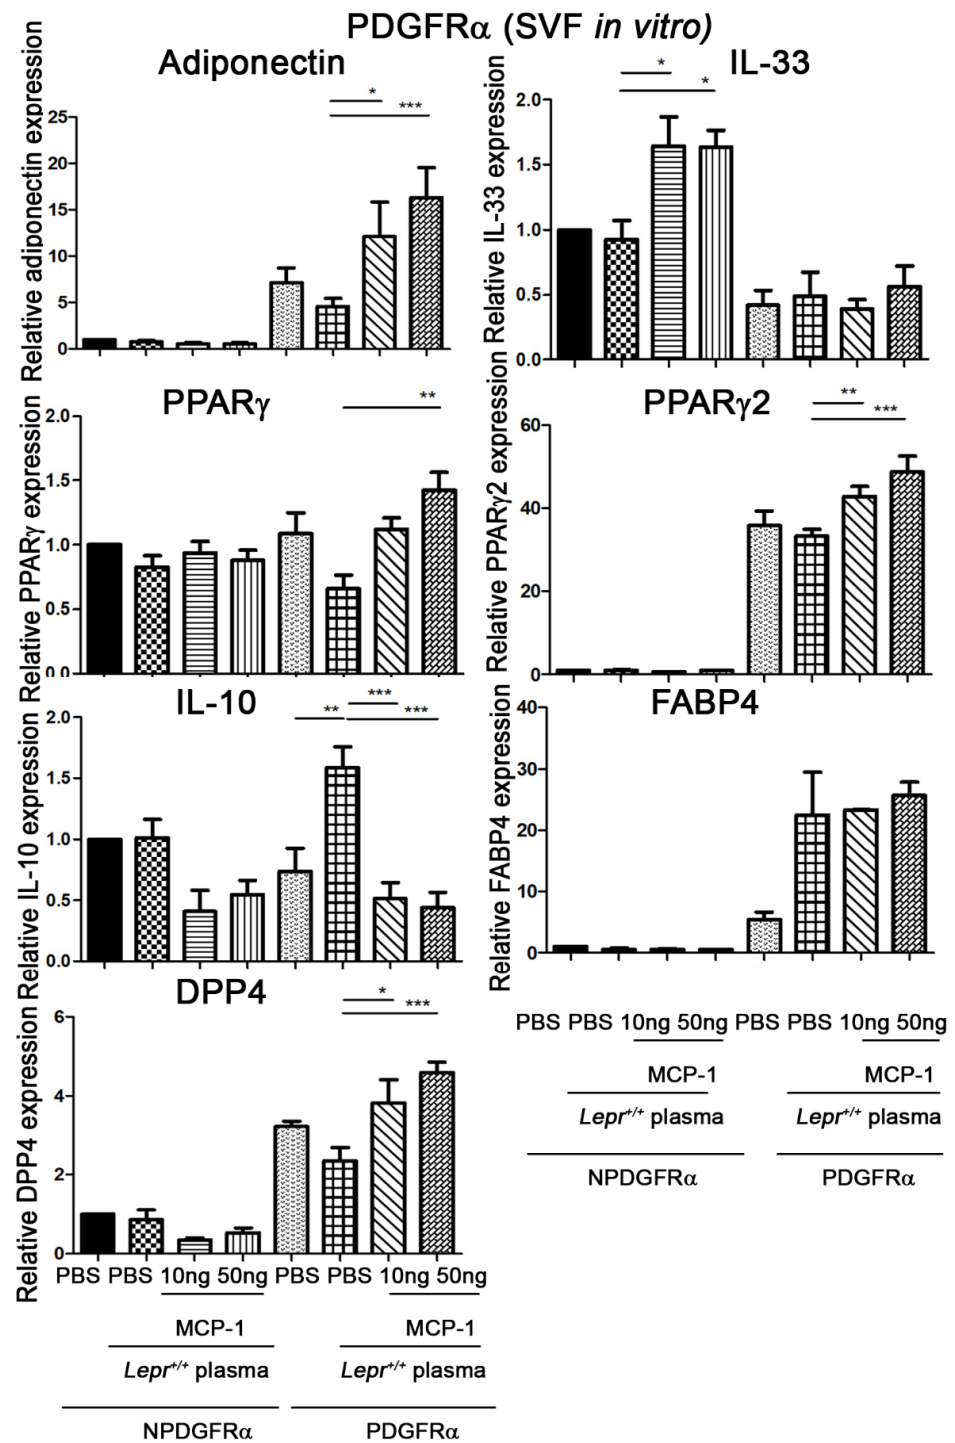 PDGFRα (SVF in vitro)
Adiponectin
Relative adiponectin expression
25
20
15
10
5
0
* ***
IL-33
Relative IL-33 expression
2.0
1.5
1.0
0.5
0.0
* *
PPARγ
Relative PPARγ expression
2.0
1.5
1.0
0.5
0.0
**
PPARγ2
Relative PPARγ2 expression
60
40
20
0
** ***
IL-10
Relative IL-10 expression
2.0
1.5
1.0
0.5
0.0
** *** ***
FABP4
Relative FABP4 expression
40
30
20
10
0
PBS PBS 10ng 50ng PBS PBS 10ng 50ng
MCP-1 MCP-1
Lepr+/+ plasma Lepr+/+ plasma
NPDGFRα PDGFRα
DPP4
Relative DPP4 expression
6
4
2
0
* ***
PBS PBS 10ng 50ng PBS PBS 10ng 50ng
MCP-1 MCP-1
Lepr+/+ plasma Lepr+/+ plasma
NPDGFRα PDGFRα